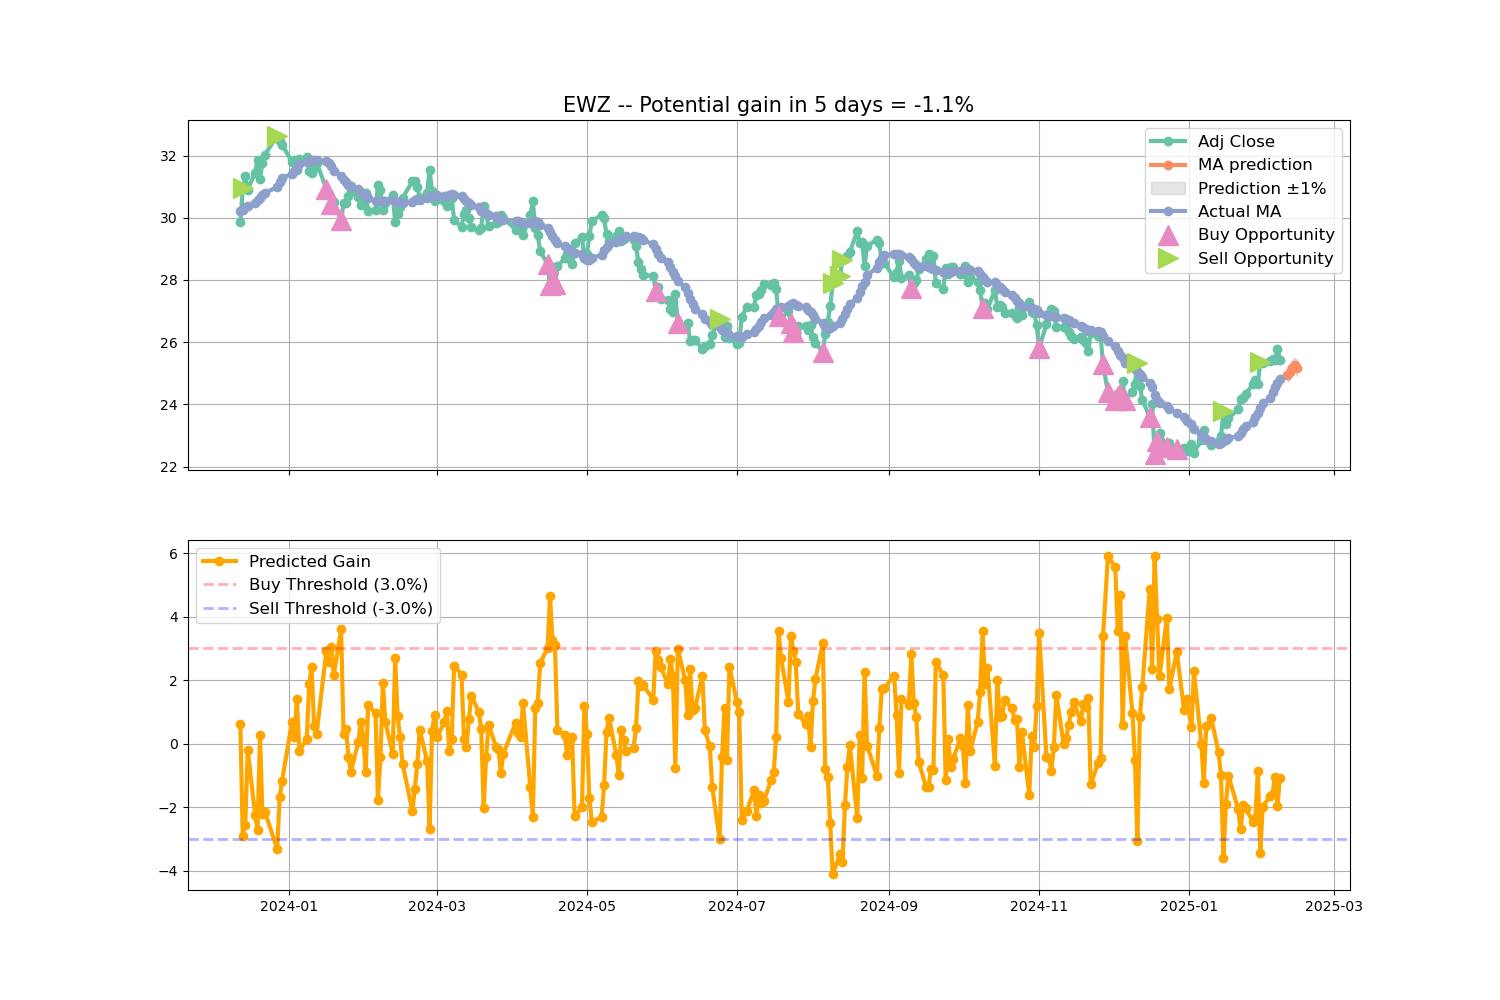 EWZ -- Potential gain in 5 days = -1.1%
32
30
28
26
24
22
Adj Close
MA prediction
Prediction ±1%
Actual MA
Buy Opportunity
Sell Opportunity
6
4
2
0
−2
−4
Predicted Gain
Buy Threshold (3.0%)
Sell Threshold (-3.0%)
2024-01
2024-03
2024-05
2024-07
2024-09
2024-11
2025-01
2025-03